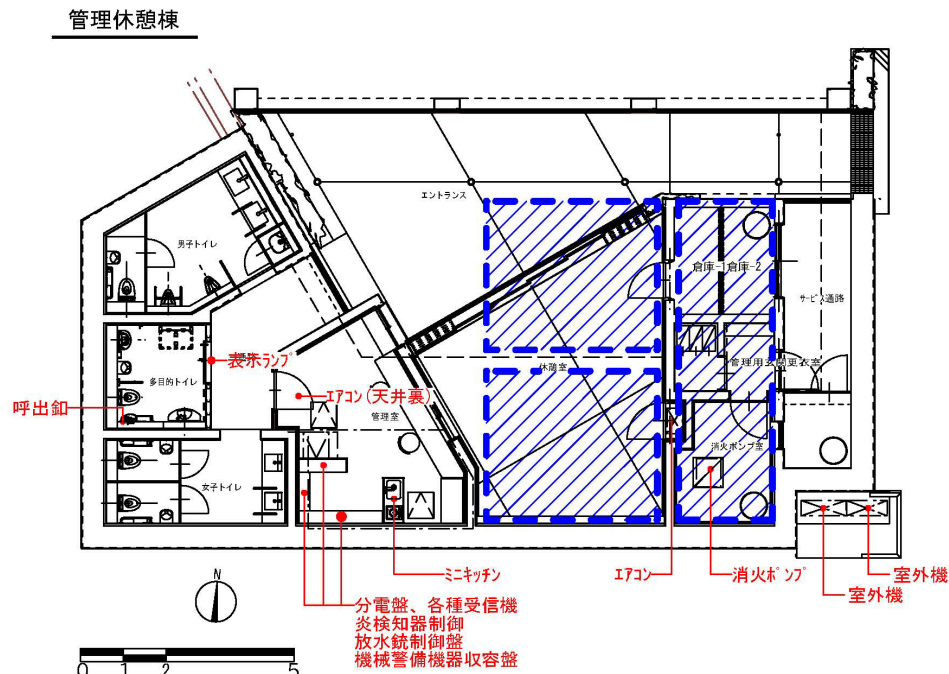 管理休憩棟
エントランス
男子トイレ
倉庫-1
倉庫-2
サービス通路
表示ランプ
休憩室
管理用玄関
更衣室
多目的トイレ
エアコン(天井裏)
呼出釦
管理室
消火ポンプ室
女子トイレ
ミニキッチン
エアコン
消火ポンプ
室外機
室外機
分電盤、各種受信機
炎検知器制御
放水銃制御盤
機械警備機器収容盤
N
0 1 2 5